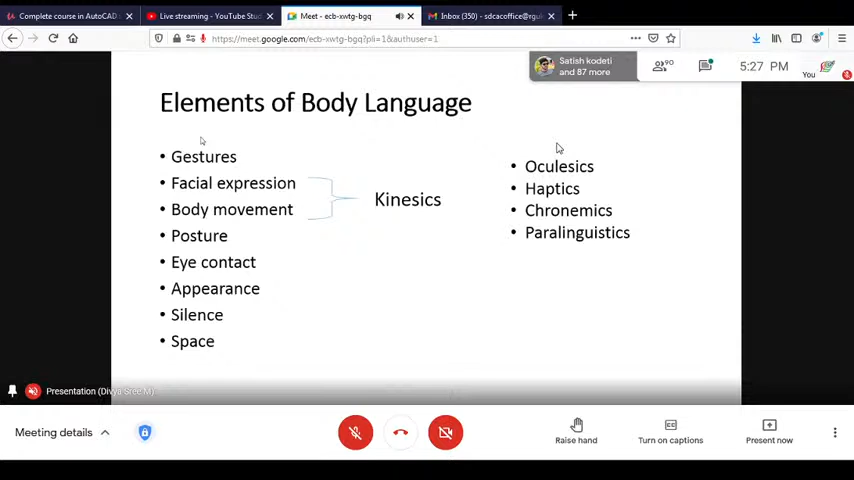 Complete course in AutoCAD
Live streaming - YouTube Stud
Meet - ecb-xwtg-bgq
Inbox (350) - sdcacoffice@rgu
https://meet.google.com/ecb-xwtg-bgq?pli=1&authuser=1
Satish kodeti
and 87 more
90
5:27 PM
You
Elements of Body Language
• Gestures
• Facial expression
• Body movement
Kinesics
• Posture
• Eye contact
• Appearance
• Silence
• Space
• Oculesics
• Haptics
• Chronemics
• Paralinguistics
Presentation (Divya Sree M)
Meeting details
Raise hand
Turn on captions
Present now